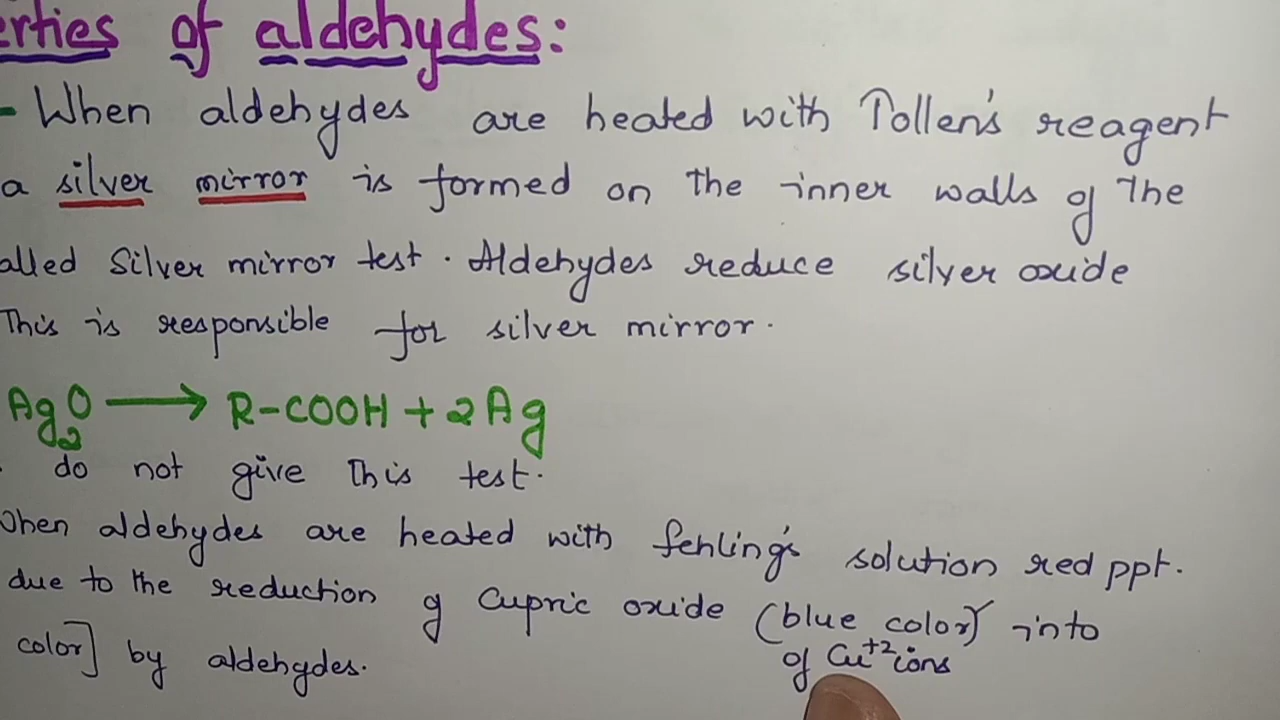 erties of aldehydes:
- When aldehydes are heated with Tollen's reagent
a silver mirror is formed on the inner walls of the
alled Silver mirror test. Aldehydes reduce silver oxide
This is responsible for silver mirror.
Ag2O → R-COOH + 2Ag
do not give this test.
When aldehydes are heated with fehling's solution red ppt.
due to the reduction of Cupric oxide (blue color) into
of Cu+2 ions
color] by aldehydes.